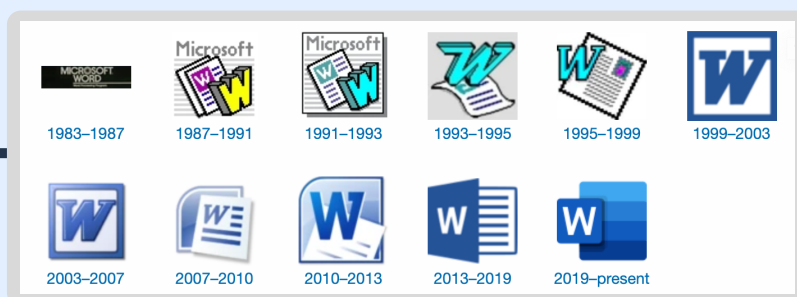 MICROSOFT
WORD
Microsoft
W
W
Microsoft
W
W
W
W
W
1983–1987
1987–1991
1991–1993
1993–1995
1995–1999
1999–2003
W
W
W
W
W
2003–2007
2007–2010
2010–2013
2013–2019
2019–present